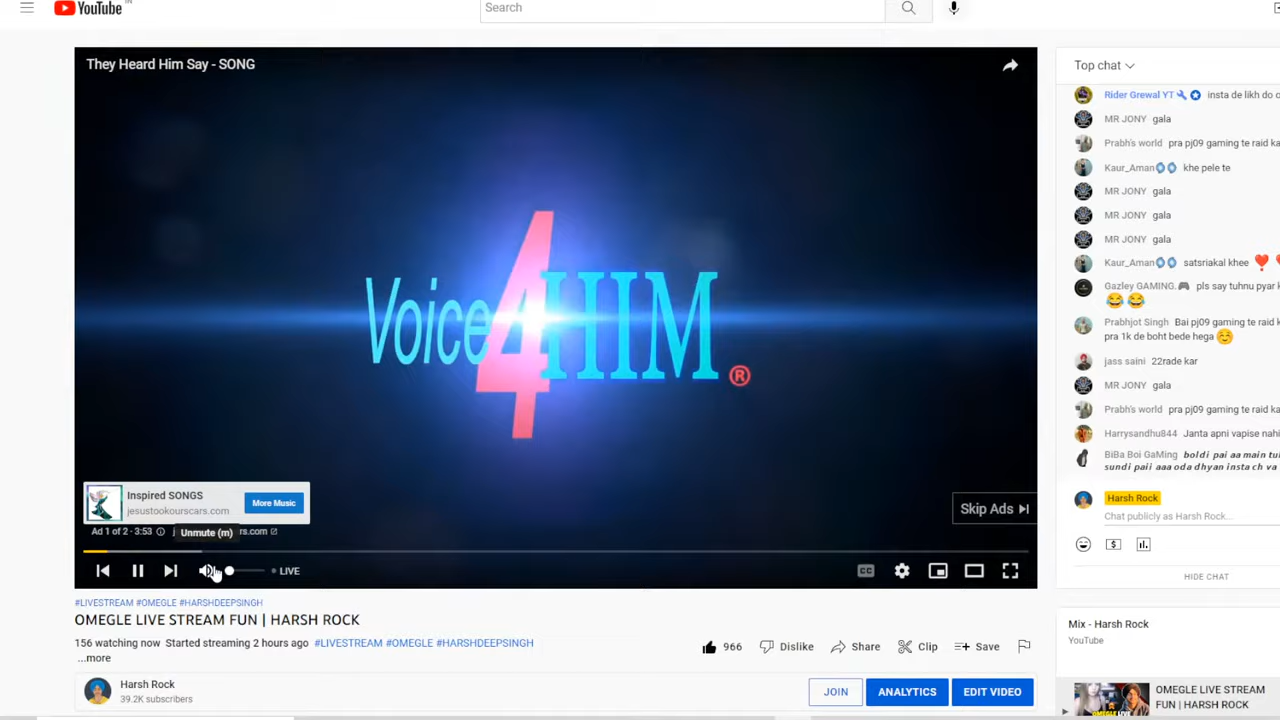 YouTube
IN
Search
They Heard Him Say - SONG
Voice4HIM®
Inspired SONGS
jesustookourscars.com
More Music
Ad 1 of 2 · 3:53
rs.com
Unmute (m)
Skip Ads
LIVE
CC
#LIVESTREAM #OMEGLE #HARSHDEEPSINGH
OMEGLE LIVE STREAM FUN | HARSH ROCK
156 watching now Started streaming 2 hours ago #LIVESTREAM #OMEGLE #HARSHDEEPSINGH
...more
966
Dislike
Share
Clip
Save
Harsh Rock
39.2K subscribers
JOIN
ANALYTICS
EDIT VIDEO
Top chat
Rider Grewal YT insta de likh do
MR JONY gala
Prabh's world pra pj09 gaming te raid
Kaur_Aman khe pele te
MR JONY gala
MR JONY gala
MR JONY gala
Kaur_Aman satsriakal khee
Gazley GAMING. pls say tuhnu pyar
Prabhjot Singh Bai pj09 gaming te raid
pra 1k de boht bede hega
jass saini 22rade kar
MR JONY gala
Prabh's world pra pj09 gaming te raid
Harrysandhu844 Janta apni vapise
BiBa Boi GaMing boldi pai aa main
sundi paii aaa oda dhyan insta ch va
Harsh Rock
Chat publicly as Harsh Rock...
HIDE CHAT
Mix - Harsh Rock
YouTube
OMEGLE LIVE STREAM
FUN | HARSH ROCK